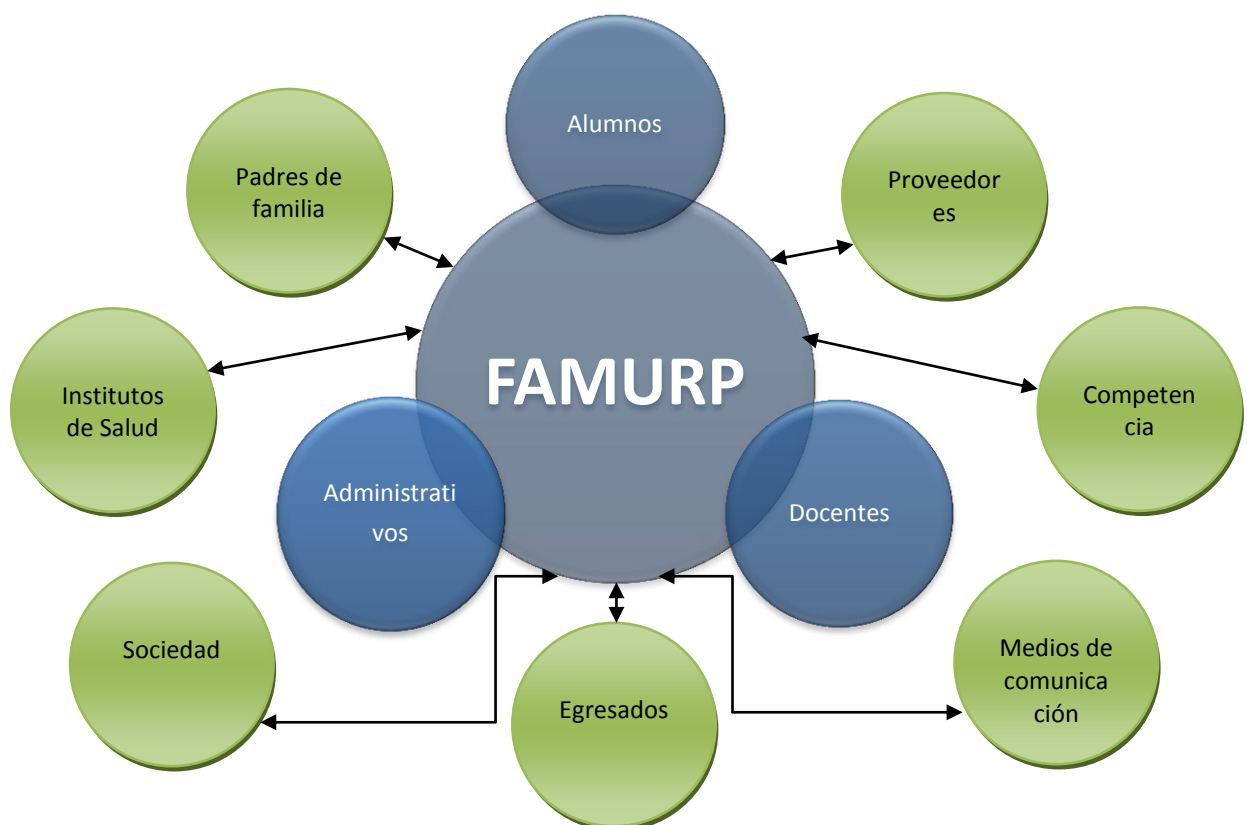 Alumnos
Padres de
familia
Proveedor
es
FAMURP
Institutos
de Salud
Competen
cia
Administrati
vos
Docentes
Sociedad
Egresados
Medios de
comunica
ción